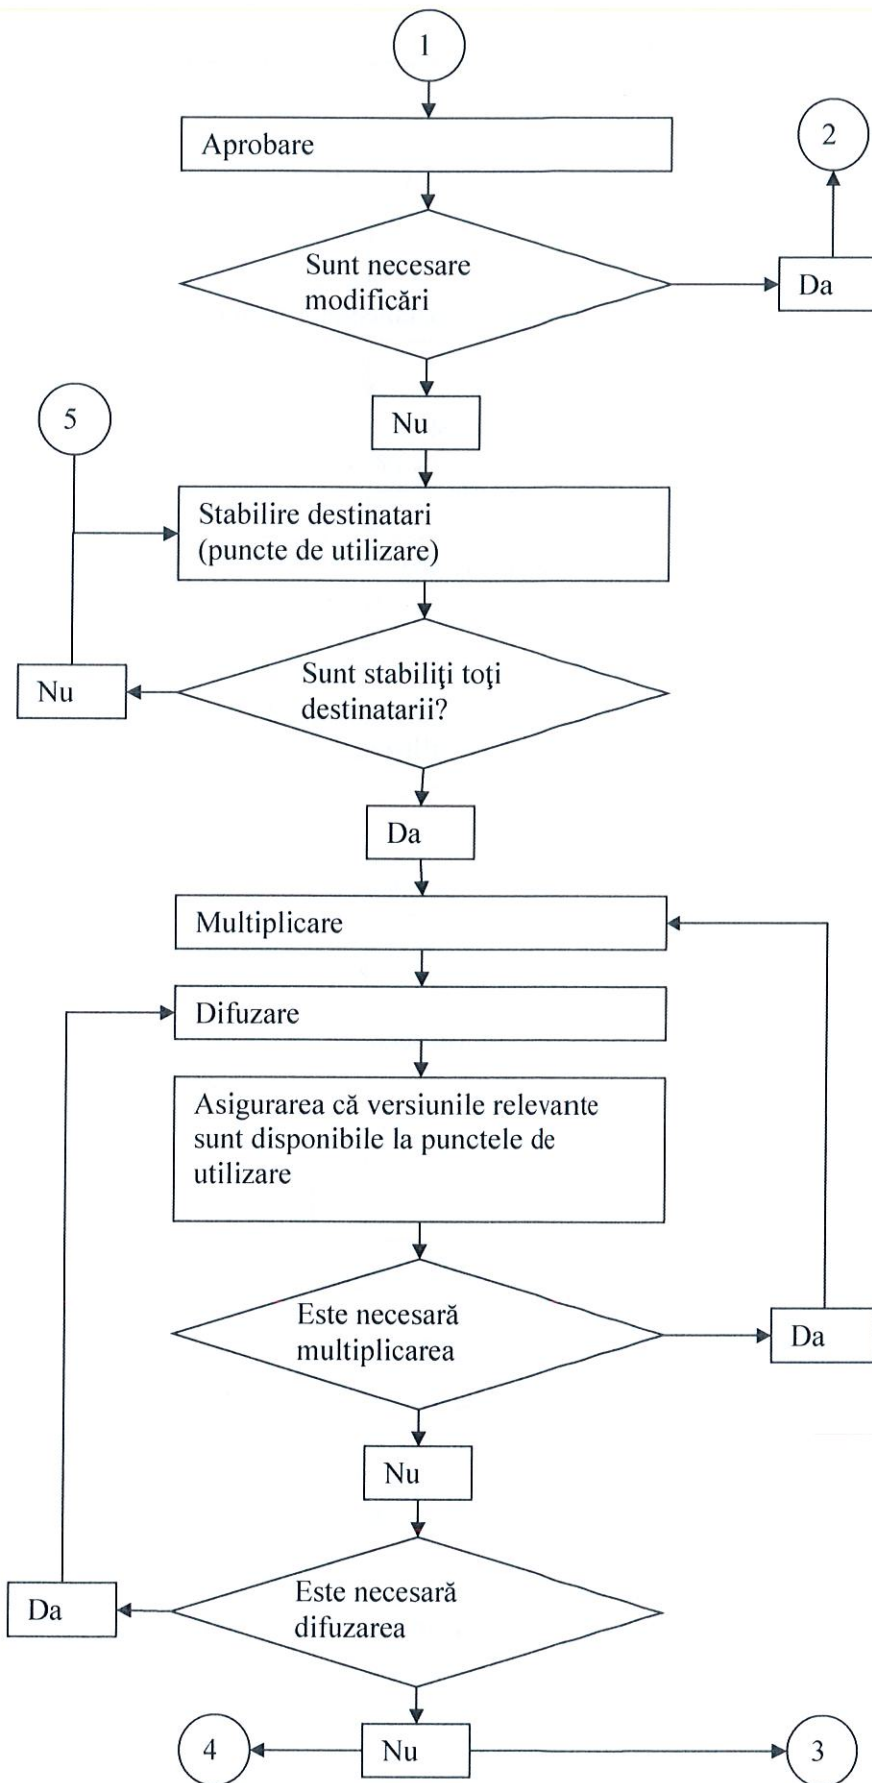 1
Aprobare
2
Sunt necesare
modificări
Da
Nu
5
Stabilire destinatari
(puncte de utilizare)
Sunt stabiliţi toţi
destinatarii?
Nu
Da
Multiplicare
Difuzare
Asigurarea că versiunile relevante
sunt disponibile la punctele de
utilizare
Este necesară
multiplicarea
Da
Nu
Este necesară
difuzarea
Da
4
Nu
3